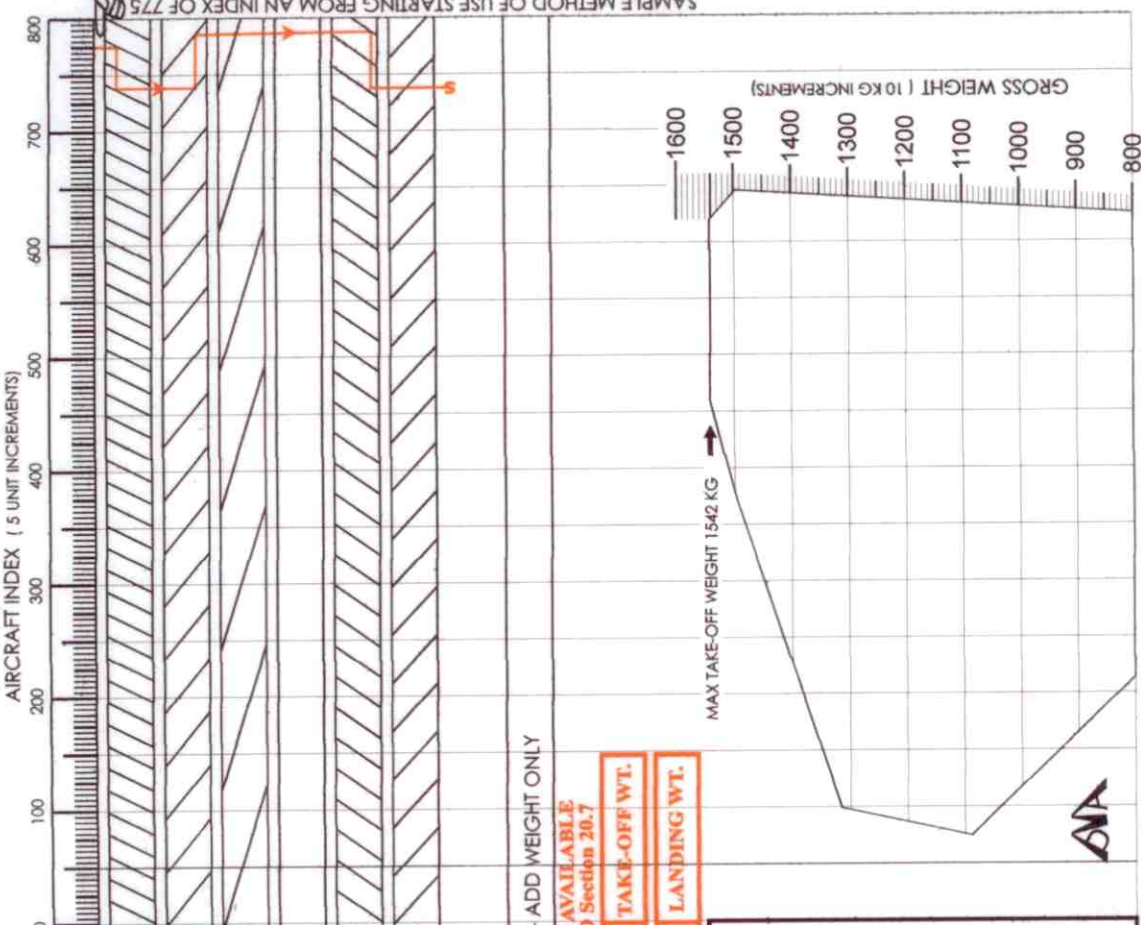 AIRCRAFT INDEX ( 5 UNIT INCREMENTS)
0
100
200
300
400
500
600
700
800
SAMPLE METHOD OF USE STARTING FROM AN INDEX OF 775
S
ADD WEIGHT ONLY
AVAILABLE
Section 20.7
TAKE-OFF WT.
LANDING WT.
MAX TAKE-OFF WEIGHT 1542 KG
GROSS WEIGHT ( 10 KG INCREMENTS)
1600
1500
1400
1300
1200
1100
1000
900
800